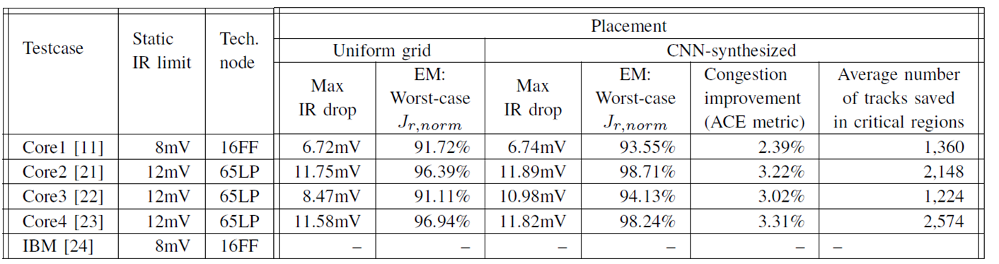 Placement
Testcase Static IR limit Tech. node Uniform grid CNN-synthesized
Max IR drop EM: Worst-case J_{r,norm} Max IR drop EM: Worst-case J_{r,norm} Congestion improvement (ACE metric) Average number of tracks saved in critical regions
Core1 [11] 8mV 16FF 6.72mV 91.72% 6.74mV 93.55% 2.39% 1,360
Core2 [21] 12mV 65LP 11.75mV 96.39% 11.89mV 98.71% 3.22% 2,148
Core3 [22] 12mV 65LP 8.47mV 91.11% 10.98mV 94.13% 3.02% 1,224
Core4 [23] 12mV 65LP 11.58mV 96.94% 11.82mV 98.24% 3.31% 2,574
IBM [24] 8mV 16FF – – – – – –